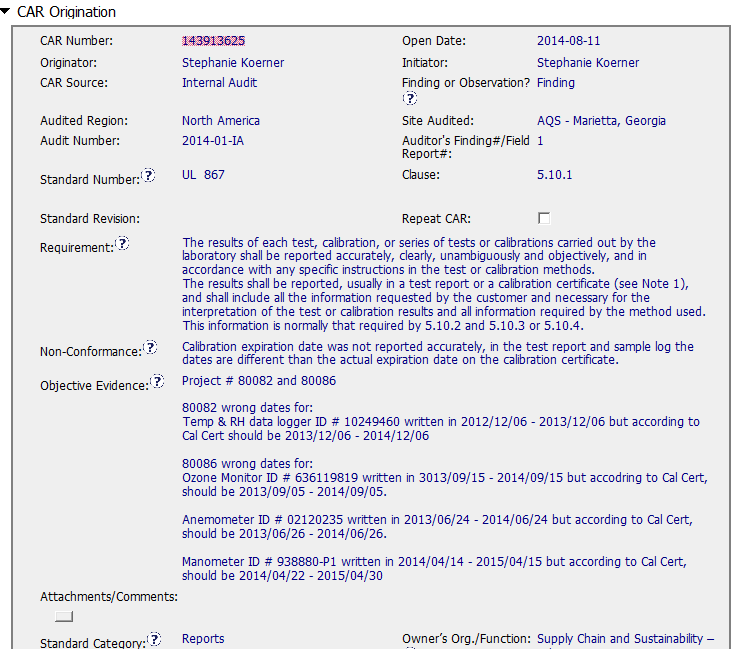 CAR Origination
CAR Number: 143913625 Open Date: 2014-08-11
Originator: Stephanie Koerner Initiator: Stephanie Koerner
CAR Source: Internal Audit Finding or Observation? Finding
?
Audited Region: North America Site Audited: AQS - Marietta, Georgia
Audit Number: 2014-01-IA Auditor's Finding#/Field 1
Report#:
Standard Number: ? UL 867 Clause: 5.10.1
Standard Revision: Repeat CAR:
Requirement: ? The results of each test, calibration, or series of tests or calibrations carried out by the
laboratory shall be reported accurately, clearly, unambiguously and objectively, and in
accordance with any specific instructions in the test or calibration methods.
The results shall be reported, usually in a test report or a calibration certificate (see Note 1),
and shall include all the information requested by the customer and necessary for the
interpretation of the test or calibration results and all information required by the method used.
This information is normally that required by 5.10.2 and 5.10.3 or 5.10.4.
Non-Conformance: ? Calibration expiration date was not reported accurately, in the test report and sample log the
dates are different than the actual expiration date on the calibration certificate.
Objective Evidence: ? Project # 80082 and 80086
80082 wrong dates for:
Temp & RH data logger ID # 10249460 written in 2012/12/06 - 2013/12/06 but according to
Cal Cert should be 2013/12/06 - 2014/12/06
80086 wrong dates for:
Ozone Monitor ID # 636119819 written in 3013/09/15 - 2014/09/15 but accodring to Cal Cert,
should be 2013/09/05 - 2014/09/05.
Anemometer ID # 02120235 written in 2013/06/24 - 2014/06/24 but according to Cal Cert,
should be 2013/06/26 - 2014/06/26.
Manometer ID # 938880-P1 written in 2014/04/14 - 2015/04/15 but according to Cal Cert,
should be 2014/04/22 - 2015/04/30
Attachments/Comments:
Standard Category: ? Reports Owner's Org./Function: Supply Chain and Sustainability –